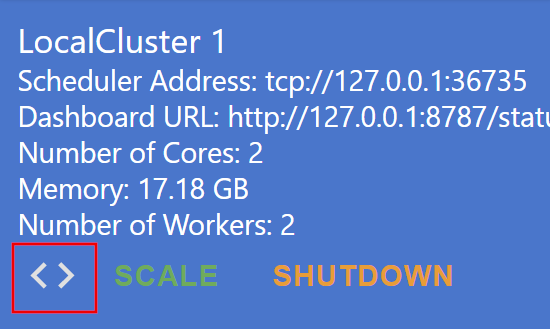 LocalCluster 1
Scheduler Address: tcp://127.0.0.1:36735
Dashboard URL: http://127.0.0.1:8787/statu
Number of Cores: 2
Memory: 17.18 GB
Number of Workers: 2
<> SCALE SHUTDOWN